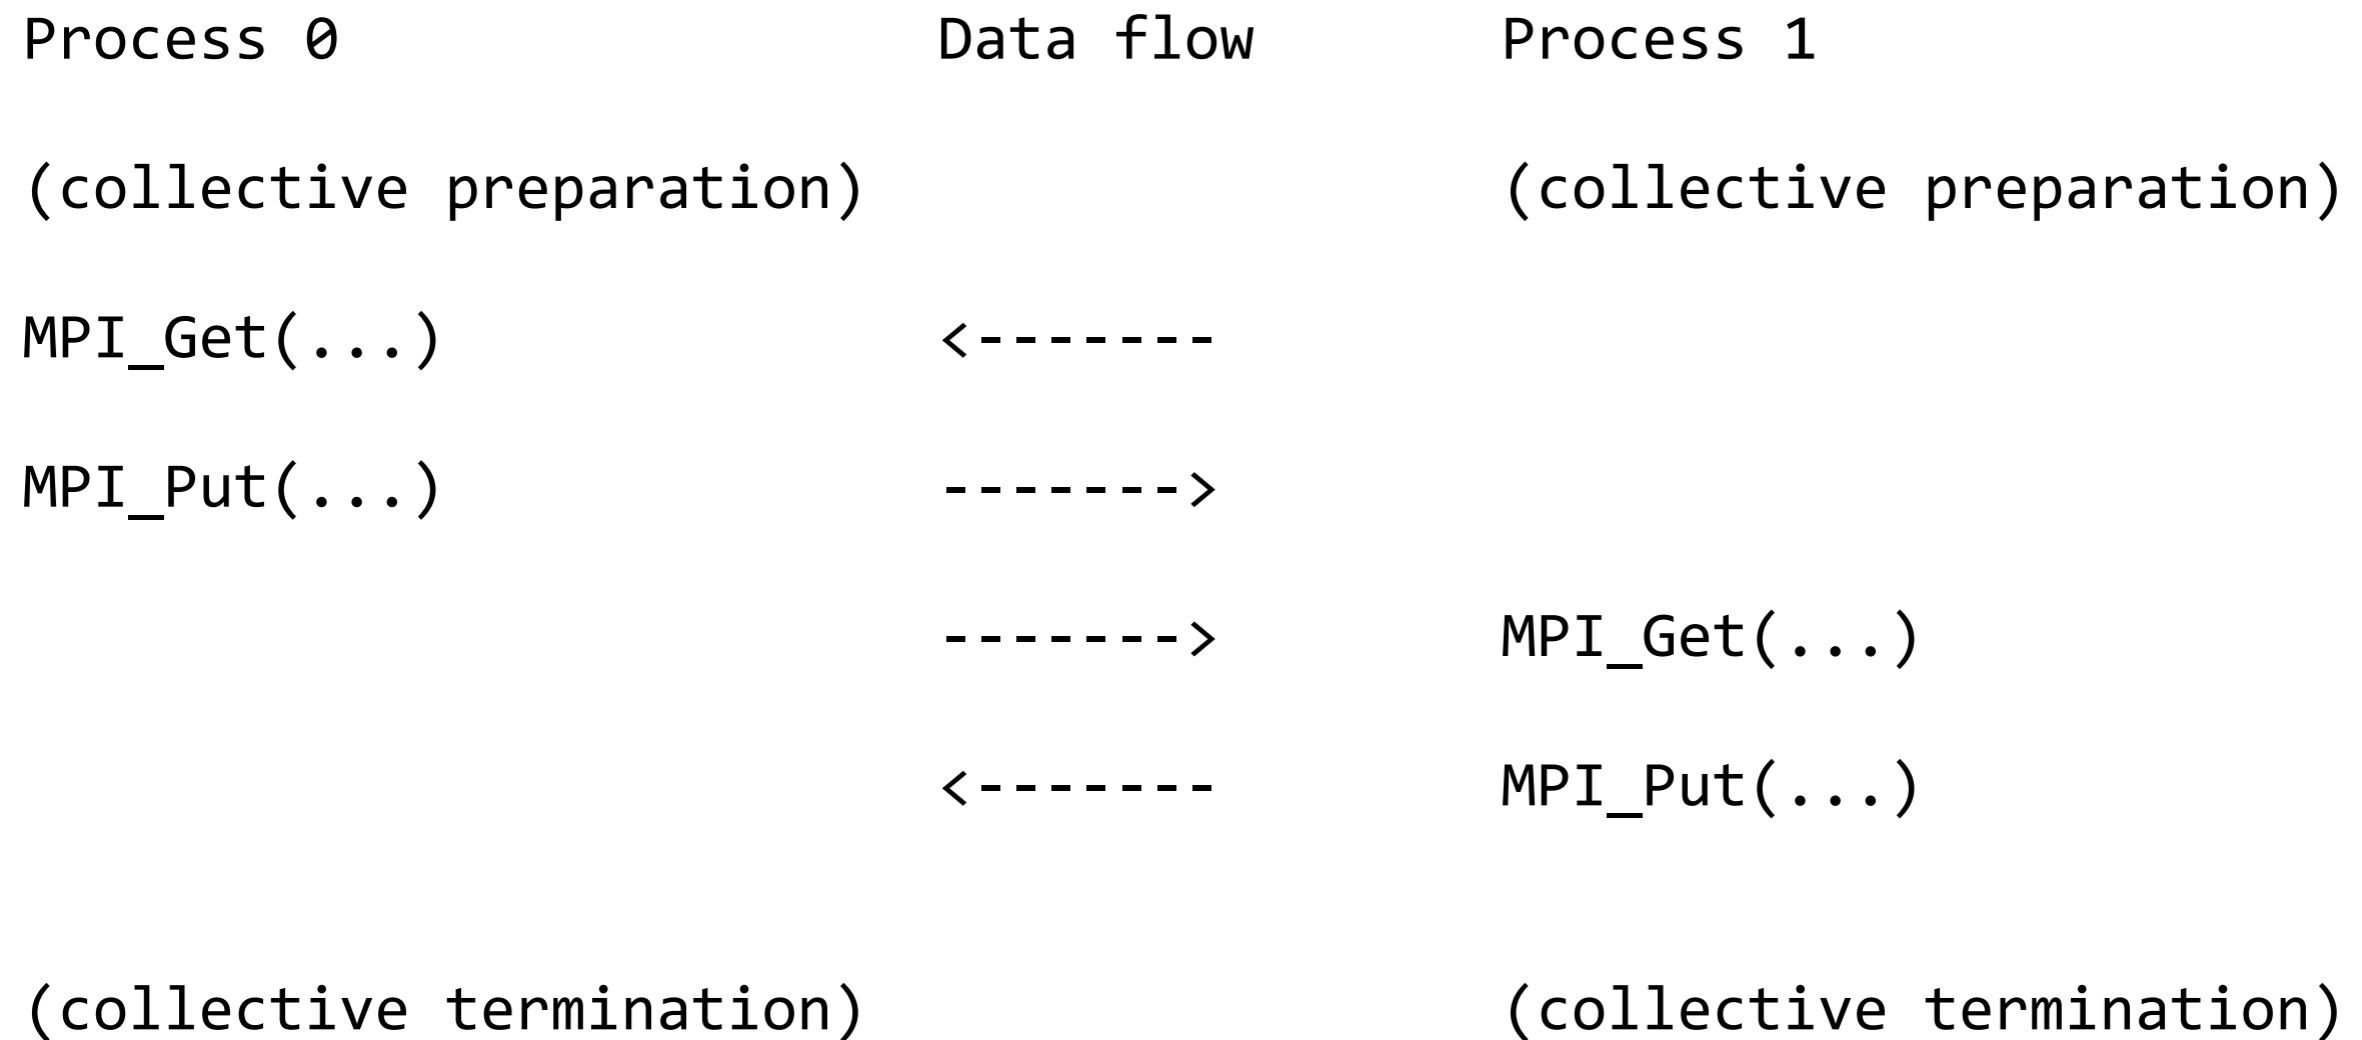 Process 0 Data flow Process 1
(collective preparation) (collective preparation)
MPI_Get(...) <-------
MPI_Put(...) ------->
-------> MPI_Get(...)
<------- MPI_Put(...)
(collective termination) (collective termination)